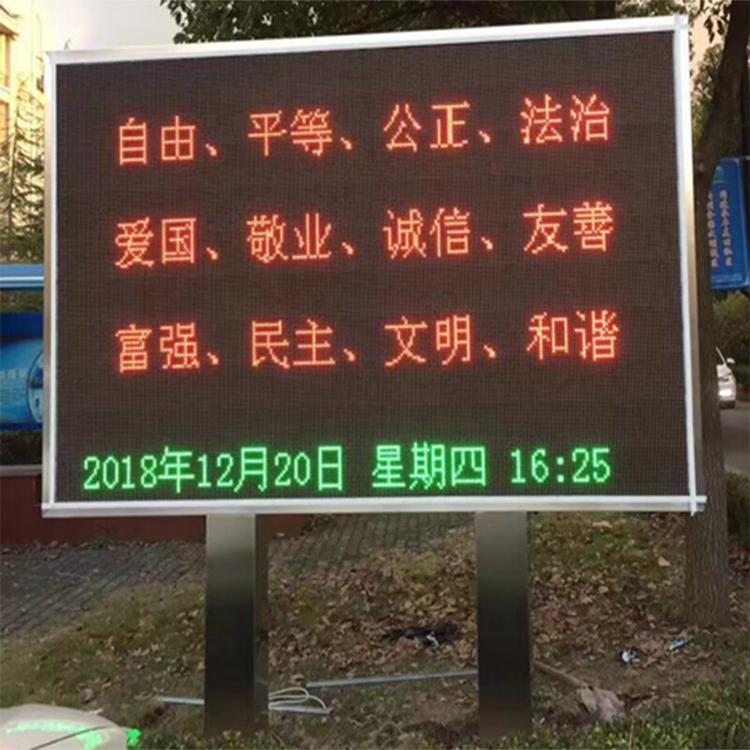 自由、平等、公正、法治
爱国、敬业、诚信、友善
富强、民主、文明、和谐
2018年12月20日 星期四 16:25